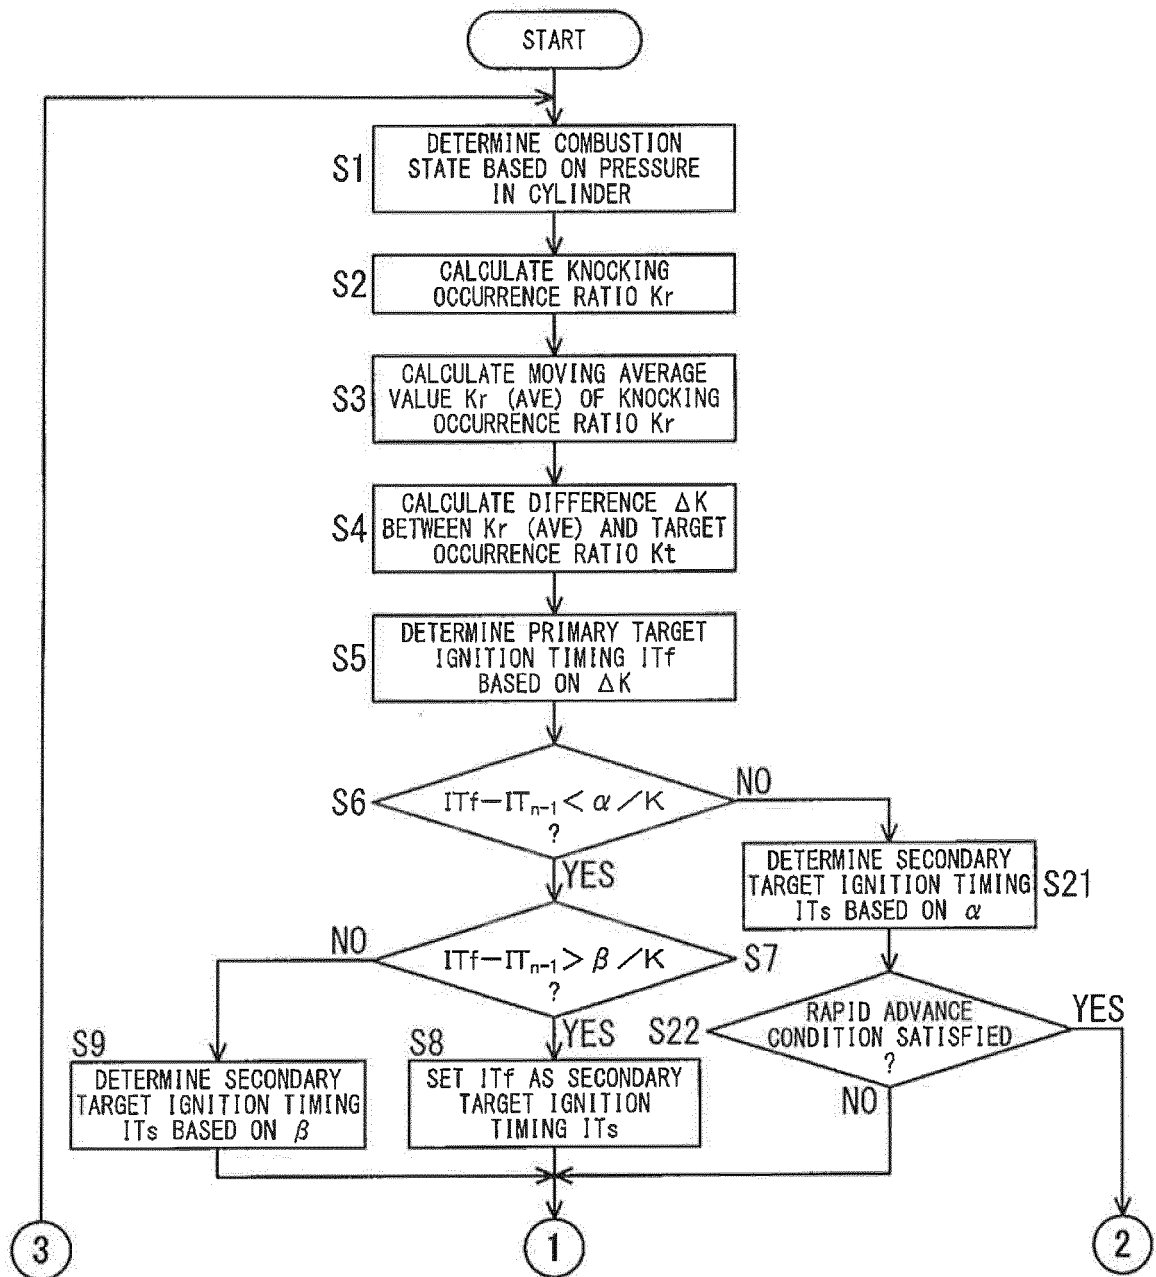 START
S1
DETERMINE COMBUSTION
STATE BASED ON PRESSURE
IN CYLINDER
S2
CALCULATE KNOCKING
OCCURRENCE RATIO Kr
S3
CALCULATE MOVING AVERAGE
VALUE Kr (AVE) OF KNOCKING
OCCURRENCE RATIO Kr
S4
CALCULATE DIFFERENCE ΔK
BETWEEN Kr (AVE) AND TARGET
OCCURRENCE RATIO Kt
S5
DETERMINE PRIMARY TARGET
IGNITION TIMING ITf
BASED ON ΔK
S6
ITf−ITn-1 < α ／K
?
NO
YES
DETERMINE SECONDARY
TARGET IGNITION TIMING
ITs BASED ON α
S21
NO
ITf−ITn-1 > β ／K
?
S7
YES
S22
RAPID ADVANCE
CONDITION SATISFIED
?
YES
NO
S9
DETERMINE SECONDARY
TARGET IGNITION TIMING
ITs BASED ON β
S8
SET ITf AS SECONDARY
TARGET IGNITION
TIMING ITs
3
1
2